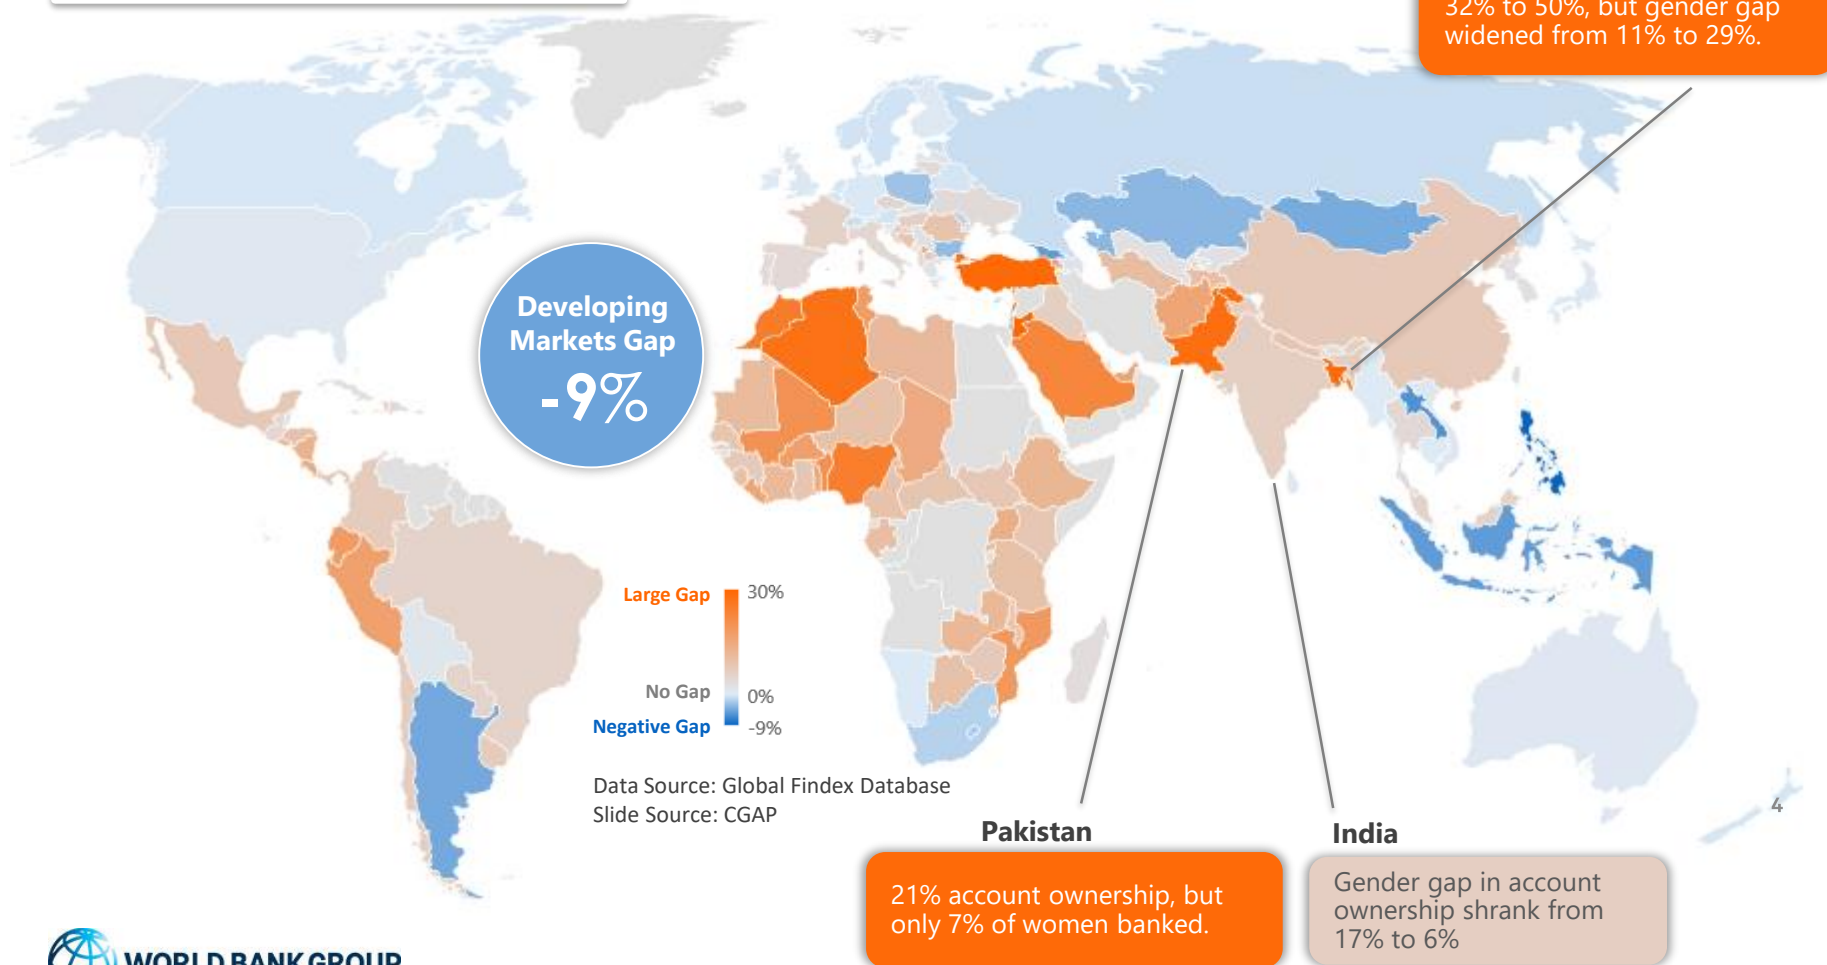 32% to 50%, but gender gap
widened from 11% to 29%.
Developing
Markets Gap
-9%
Large Gap
30%
No Gap
0%
Negative Gap
-9%
Data Source: Global Findex Database
Slide Source: CGAP
4
Pakistan
21% account ownership, but
only 7% of women banked.
India
Gender gap in account
ownership shrank from
17% to 6%
WORLD BANK GROUP